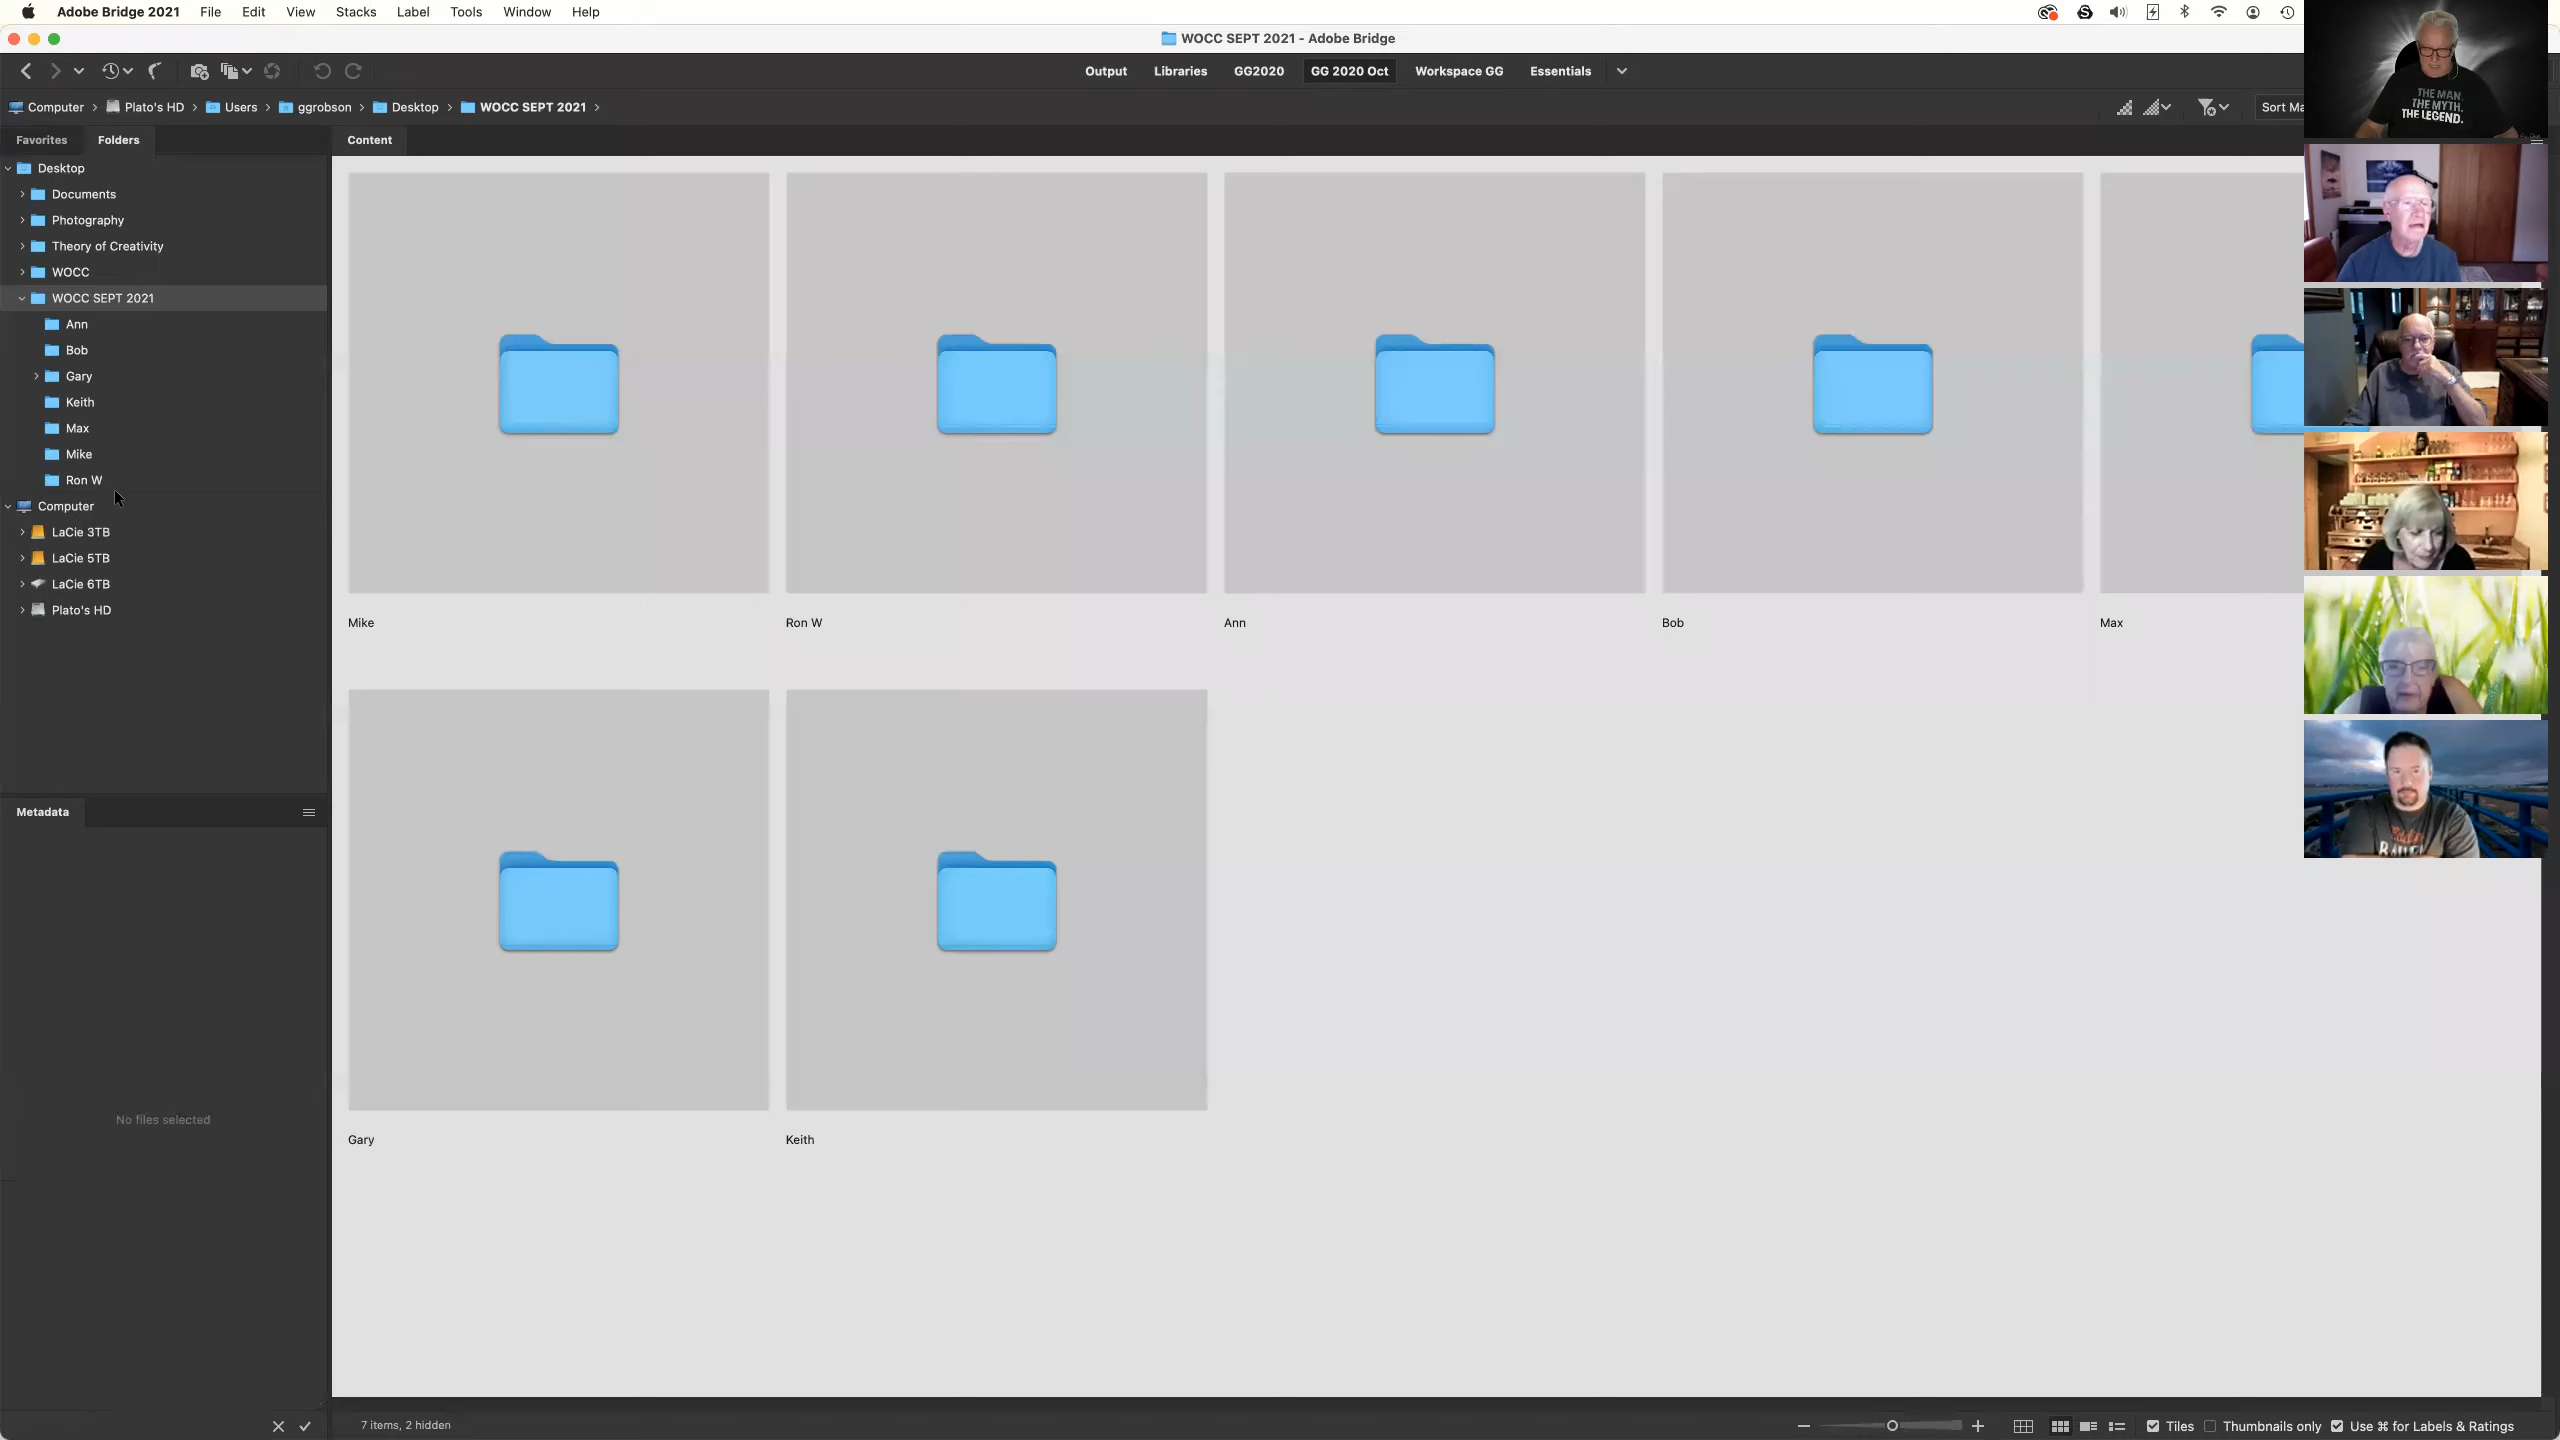 Adobe Bridge 2021 File Edit View Stacks Label Tools Window Help
WOCC SEPT 2021 - Adobe Bridge
Output Libraries GG2020 GG 2020 Oct Workspace GG Essentials
Computer Plato's HD Users ggrobson Desktop WOCC SEPT 2021
Sort Ma
Favorites Folders
Content
Desktop
Documents
Photography
Theory of Creativity
WOCC
WOCC SEPT 2021
Ann
Bob
Gary
Keith
Max
Mike
Ron W
Computer
LaCie 3TB
LaCie 5TB
LaCie 6TB
Plato's HD
Mike
Ron W
Ann
Bob
Max
Gary
Keith
Metadata
No files selected
7 items, 2 hidden
Tiles Thumbnails only Use ⌘ for Labels & Ratings
THE MAN.
THE MYTH.
THE LEGEND.